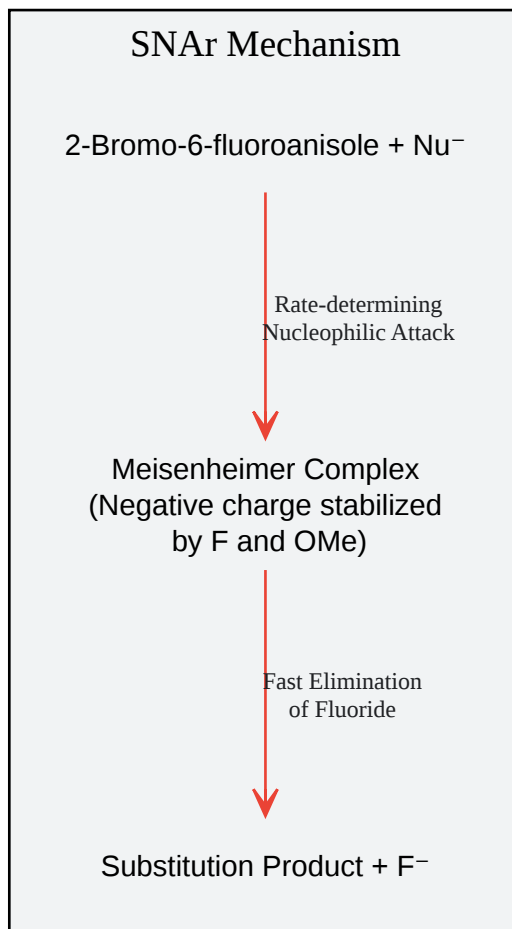 SNAr Mechanism
2-Bromo-6-fluoroanisole + Nu⁻
Rate-determining
Nucleophilic Attack
Meisenheimer Complex
(Negative charge stabilized
by F and OMe)
Fast Elimination
of Fluoride
Substitution Product + F⁻